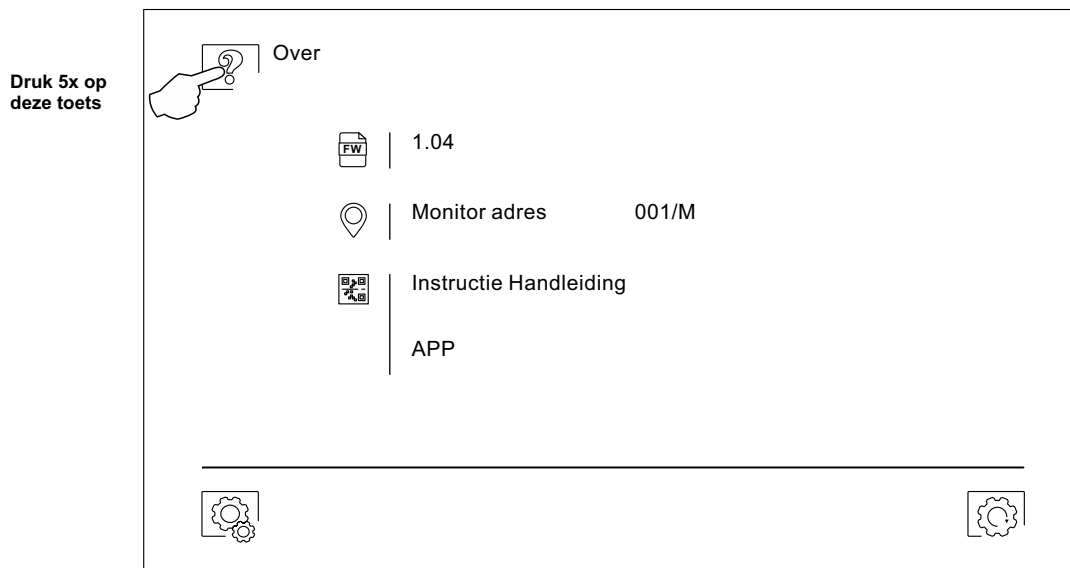 Druk 5x op
deze toets
Over
FW
1.04
Monitor adres 001/M
Instructie Handleiding
APP